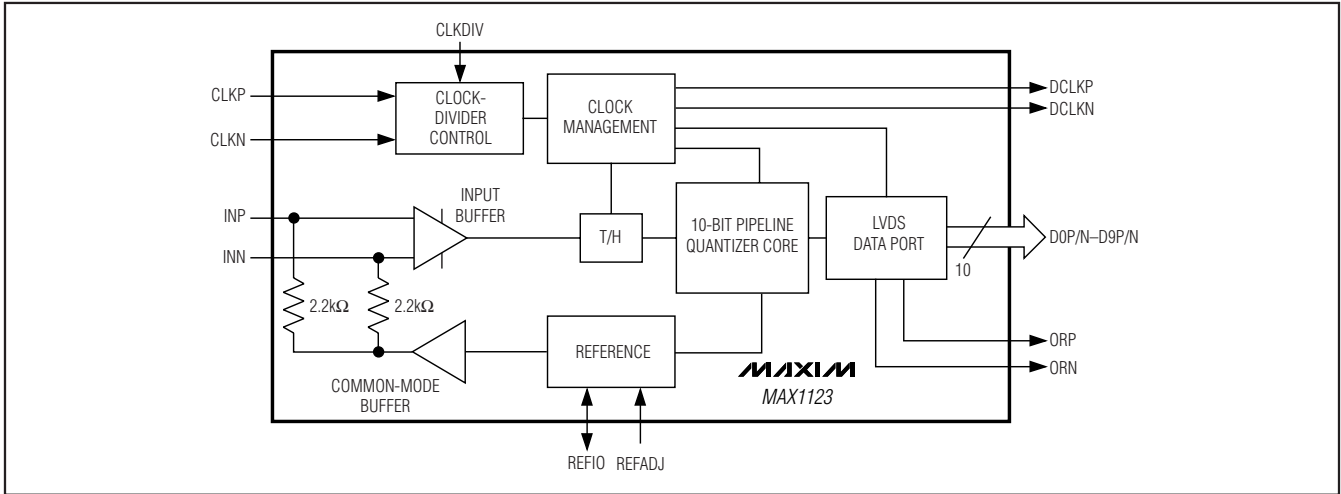 CLKDIV
CLKP
CLKN
CLOCK-
DIVIDER
CONTROL
CLOCK
MANAGEMENT
DCLKP
DCLKN
INP
INN
INPUT
BUFFER
T/H
10-BIT PIPELINE
QUANTIZER CORE
LVDS
DATA PORT
10
D0P/N–D9P/N
2.2kΩ
2.2kΩ
COMMON-MODE
BUFFER
REFERENCE
MAXIM
MAX1123
ORP
ORN
REFIO
REFADJ